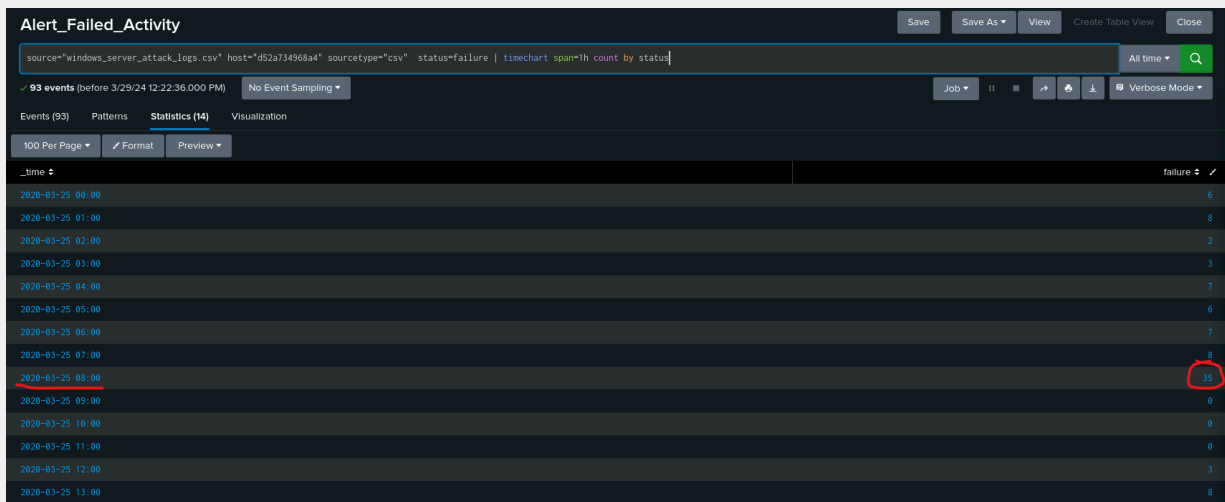 Alert_Failed_Activity
Save Save As ▾ View Create Table View Close
source="windows_server_attack_logs.csv" host="d52a734968a4" sourcetype="csv" status=failure | timechart span=1h count by status
All time ▾
✓ 93 events (before 3/29/24 12:22:36.000 PM) No Event Sampling ▾
Job ▾ Verbose Mode ▾
Events (93) Patterns Statistics (14) Visualization
100 Per Page ▾ Format Preview ▾
_time failure
2020-03-25 00:00 6
2020-03-25 01:00 8
2020-03-25 02:00 2
2020-03-25 03:00 3
2020-03-25 04:00 7
2020-03-25 05:00 6
2020-03-25 06:00 7
2020-03-25 07:00 8
2020-03-25 08:00 35
2020-03-25 09:00 0
2020-03-25 10:00 0
2020-03-25 11:00 0
2020-03-25 12:00 3
2020-03-25 13:00 8